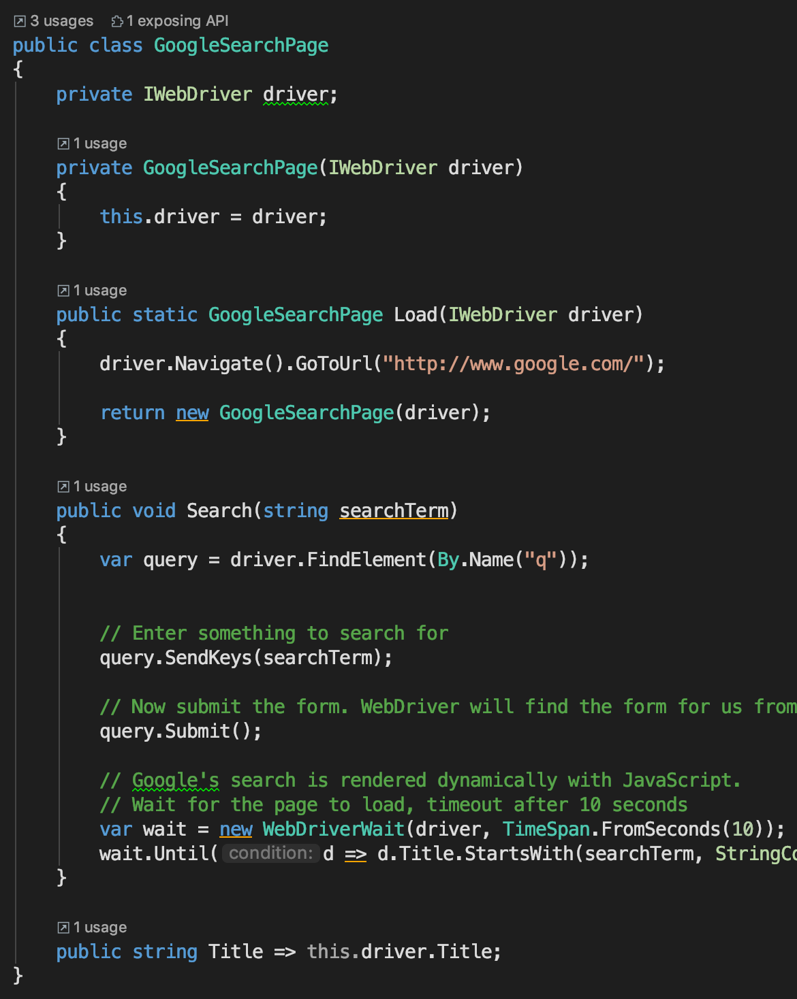 3 usages 1 exposing API
public class GoogleSearchPage
{
private IWebDriver driver;
1 usage
private GoogleSearchPage(IWebDriver driver)
{
this.driver = driver;
}
1 usage
public static GoogleSearchPage Load(IWebDriver driver)
{
driver.Navigate().GoToUrl("http://www.google.com/");
return new GoogleSearchPage(driver);
}
1 usage
public void Search(string searchTerm)
{
var query = driver.FindElement(By.Name("q"));
// Enter something to search for
query.SendKeys(searchTerm);
// Now submit the form. WebDriver will find the form for us from
query.Submit();
// Google's search is rendered dynamically with JavaScript.
// Wait for the page to load, timeout after 10 seconds
var wait = new WebDriverWait(driver, TimeSpan.FromSeconds(10));
wait.Until( condition: d => d.Title.StartsWith(searchTerm,
}
1 usage
public string Title => this.driver.Title;
}